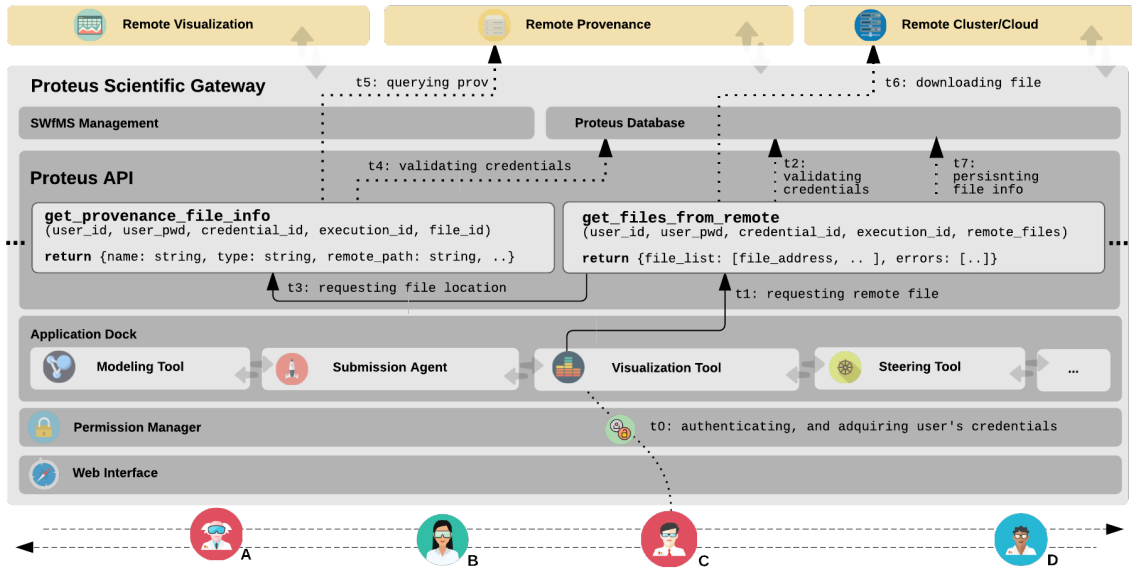 Remote Visualization
Remote Provenance
Remote Cluster/Cloud
Proteus Scientific Gateway
t5: querying prov
t6: downloading file
SWfMS Management
Proteus Database
Proteus API
t4: validating credentials
t2:
validating
credentials
t7:
persisnting
file info
...
get_provenance_file_info
(user_id, user_pwd, credential_id, execution_id, file_id)
return {name: string, type: string, remote_path: string, ..}
get_files_from_remote
(user_id, user_pwd, credential_id, execution_id, remote_files)
return {file_list: [file_address, .. ], errors: [..]}
...
t3: requesting file location
t1: requesting remote file
Application Dock
Modeling Tool
Submission Agent
Visualization Tool
Steering Tool
...
Permission Manager
t0: authenticating, and adquiring user's credentials
Web Interface
A
B
C
D